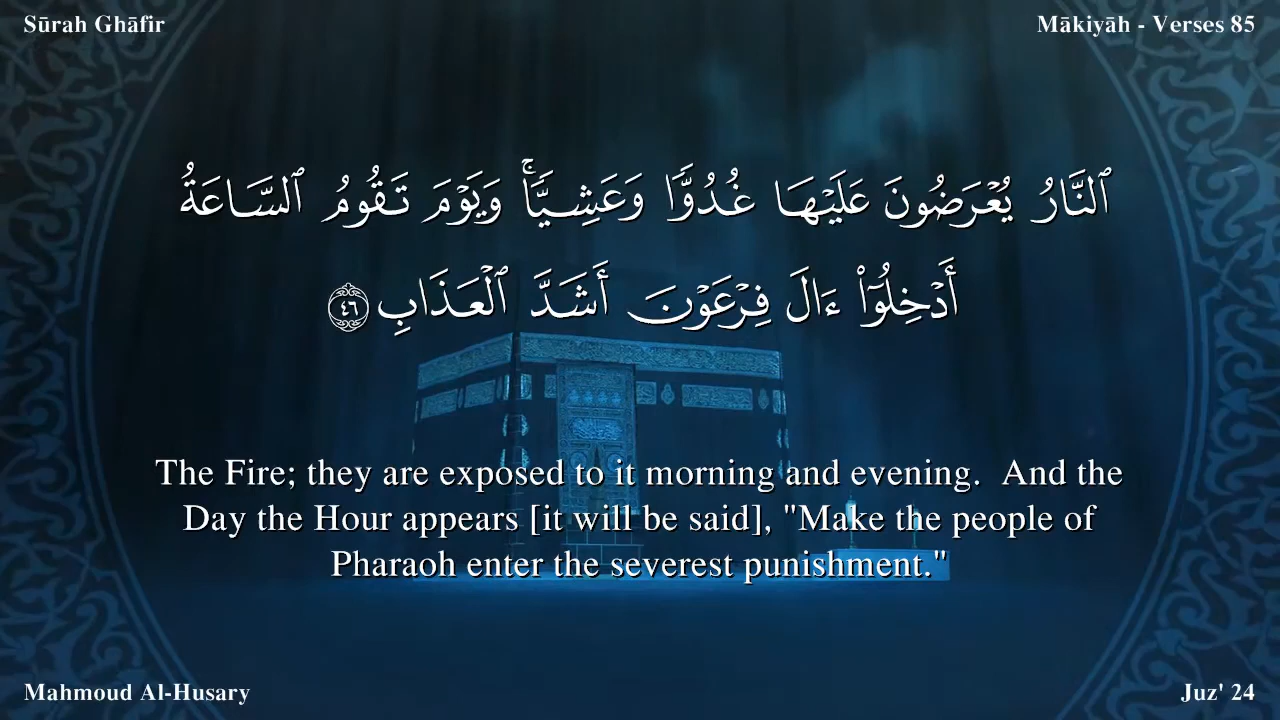 Sūrah Ghāfir
Mākiyāh - Verses 85
ٱلنَّارُ يُعْرَضُونَ عَلَيْهَا غُدُوًّا وَعَشِيًّا ۚ وَيَوْمَ تَقُومُ ٱلسَّاعَةُ
أَدْخِلُوٓا۟ ءَالَ فِرْعَوْنَ أَشَدَّ ٱلْعَذَابِ ٤٦
The Fire; they are exposed to it morning and evening. And the
Day the Hour appears [it will be said], "Make the people of
Pharaoh enter the severest punishment."
Mahmoud Al-Husary
Juz' 24